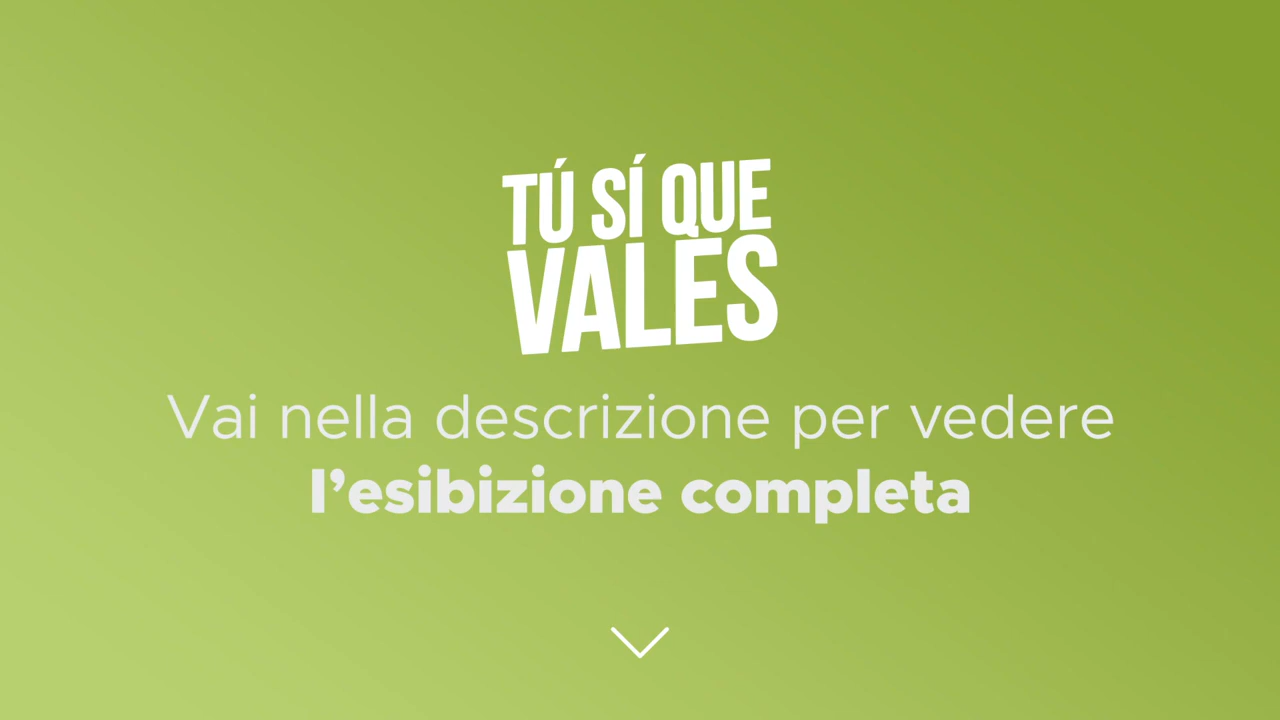 TÚ SÍ QUE
VALES
Vai nella descrizione per vedere
l’esibizione completa